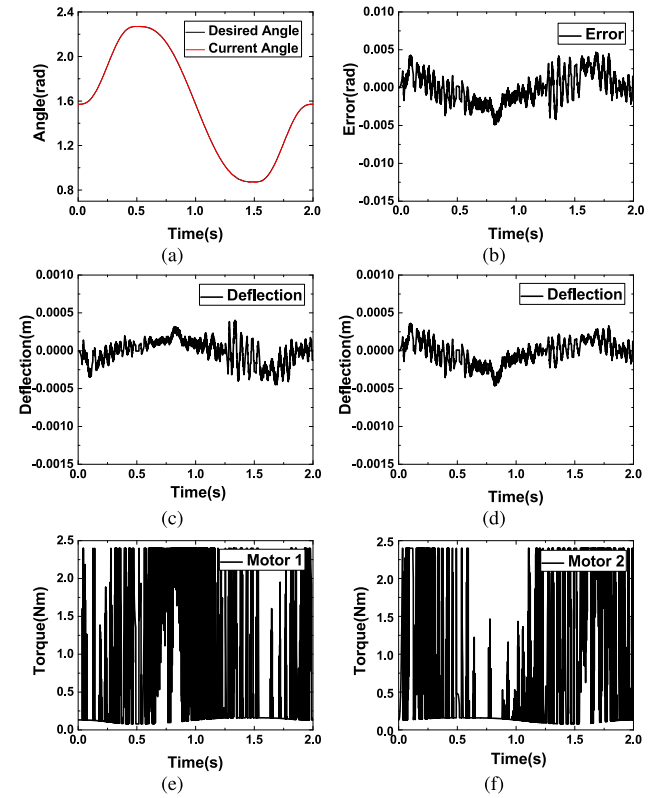 2.4
2.0
1.6
1.2
0.8
Angle(rad)
Desired Angle
Current Angle
0.0 0.5 1.0 1.5 2.0
Time(s)
(a)
0.010
0.005
0.000
-0.005
-0.010
-0.015
Error(rad)
Error
0.0 0.5 1.0 1.5 2.0
Time(s)
(b)
0.0010
0.0005
0.0000
-0.0005
-0.0010
-0.0015
Deflection(m)
Deflection
0.0 0.5 1.0 1.5 2.0
Time(s)
(c)
0.0010
0.0005
0.0000
-0.0005
-0.0010
-0.0015
Deflection(m)
Deflection
0.0 0.5 1.0 1.5 2.0
Time(s)
(d)
2.5
2.0
1.5
1.0
0.5
0.0
Torque(Nm)
Motor 1
0.0 0.5 1.0 1.5 2.0
Time(s)
(e)
2.5
2.0
1.5
1.0
0.5
0.0
Torque(Nm)
Motor 2
0.0 0.5 1.0 1.5 2.0
Time(s)
(f)